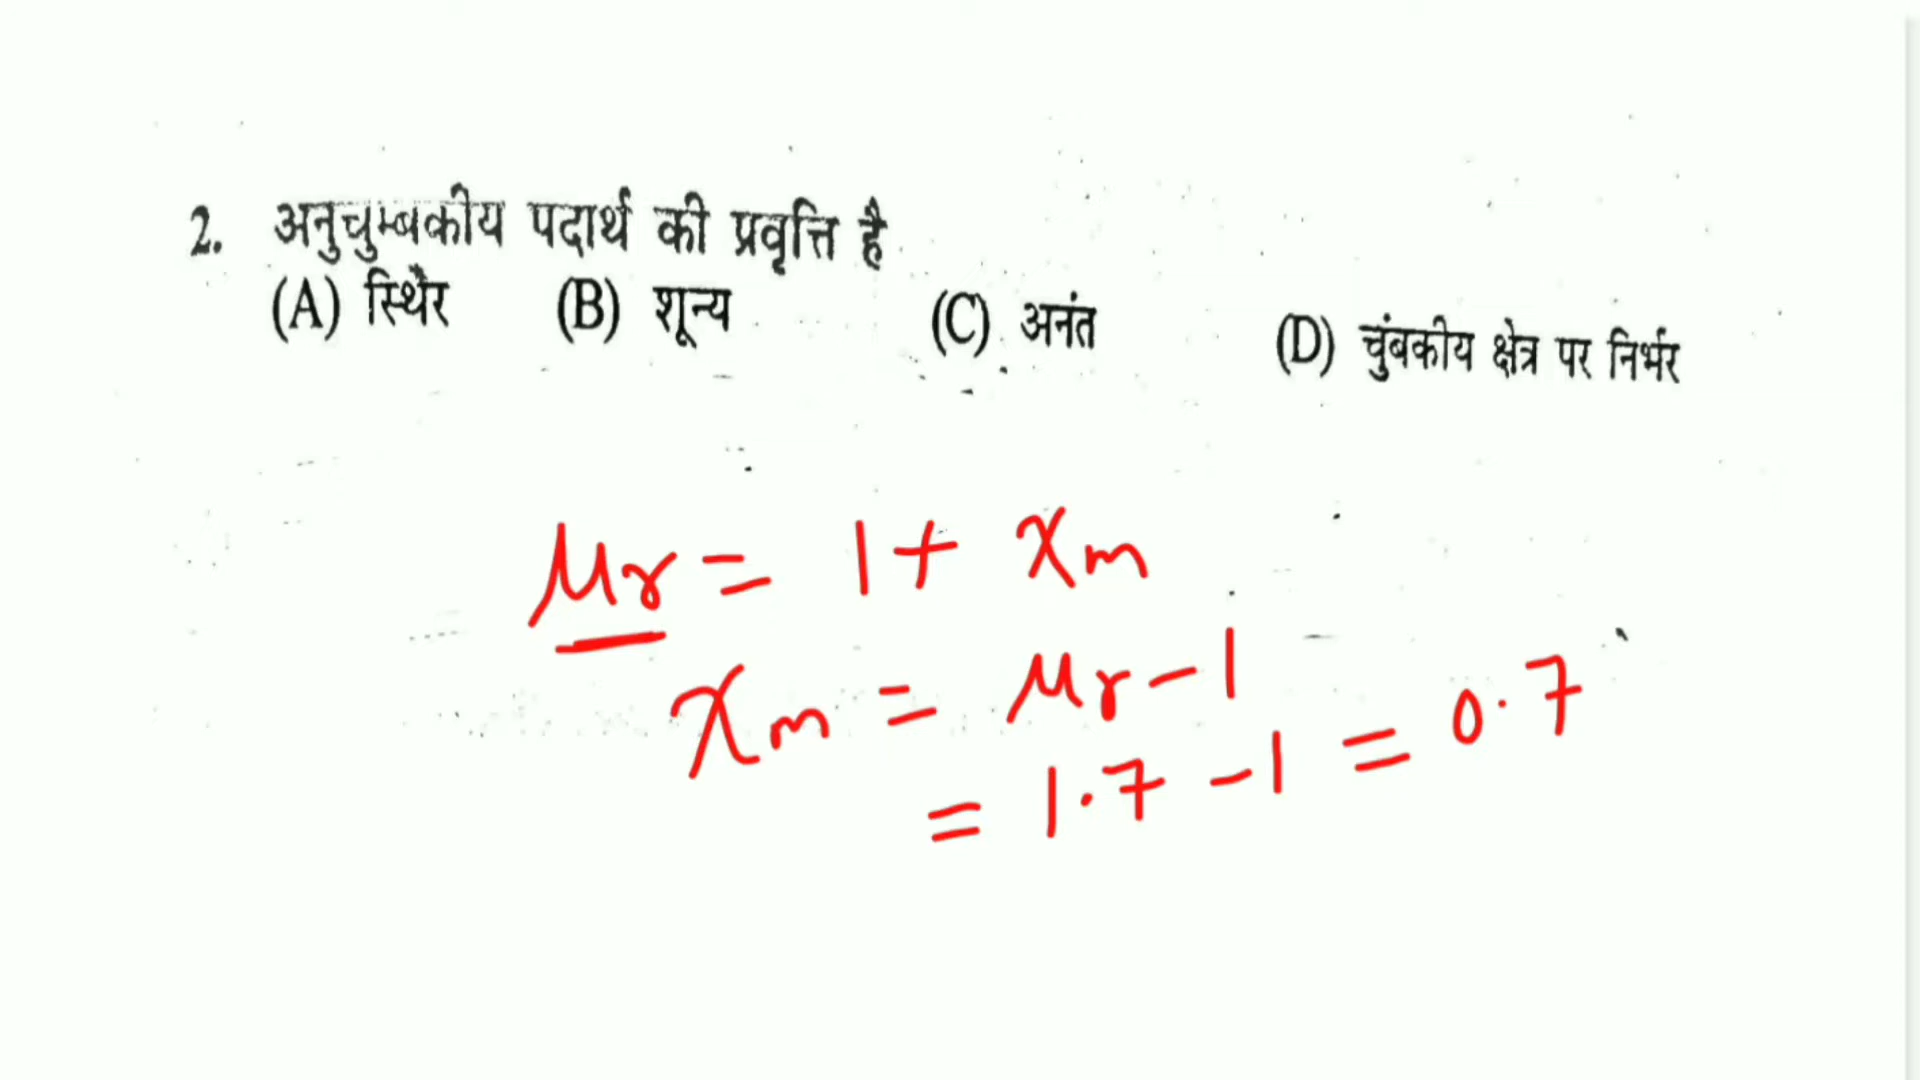 2. अनुचुम्बकीय पदार्थ की प्रवृत्ति है
(A) स्थिर (B) शून्य (C) अनंत (D) चुंबकीय क्षेत्र पर निर्भर
μr = 1 + χm
χm = μr - 1
= 1.7 - 1 = 0.7